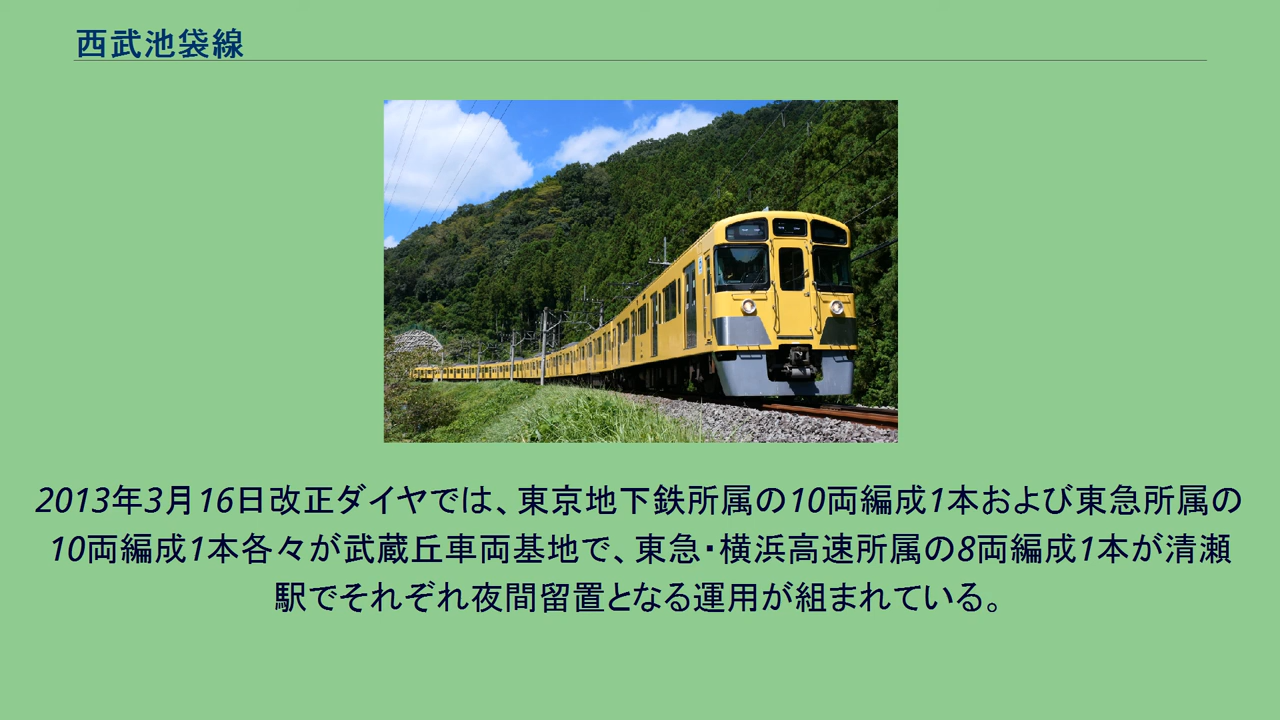 西武池袋線
2013年3月16日改正ダイヤでは、東京地下鉄所属の10両編成1本および東急所属の
10両編成1本各々が武蔵丘車両基地で、東急・横浜高速所属の8両編成1本が清瀬
駅でそれぞれ夜間留置となる運用が組まれている。